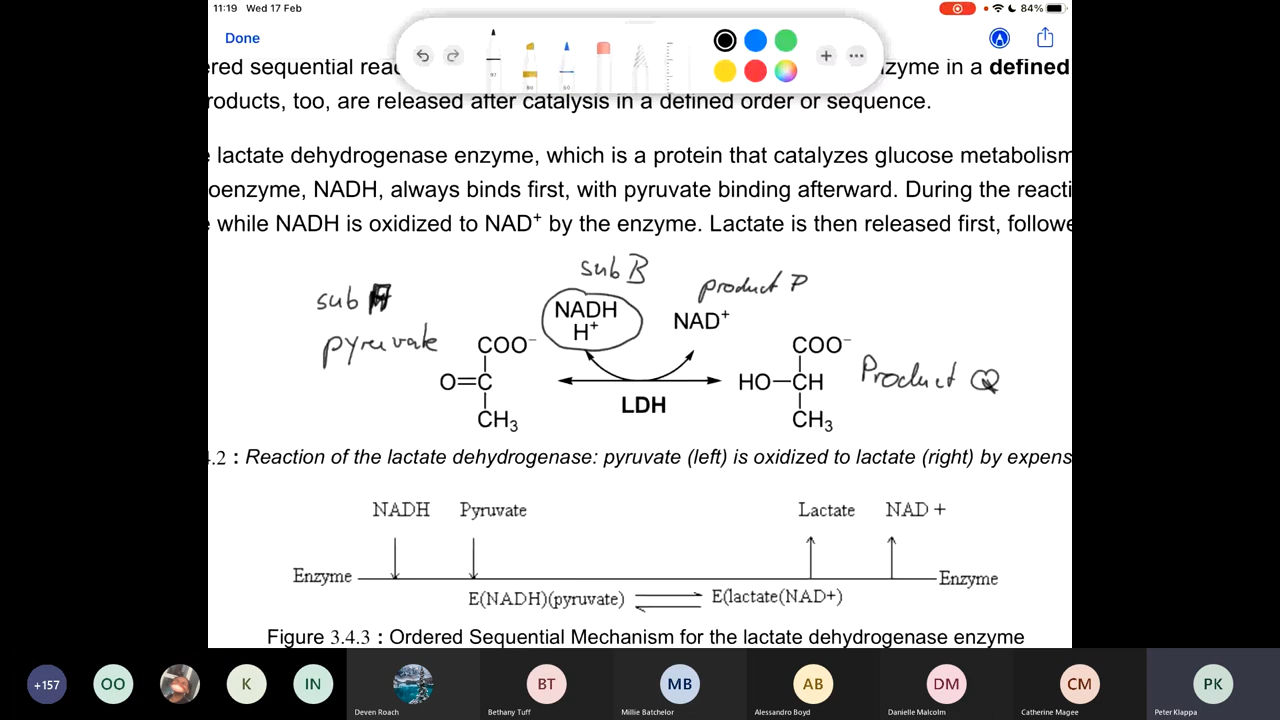 11:19 Wed 17 Feb
84%
Done
ered sequential reac
zyme in a defined
roducts, too, are released after catalysis in a defined order or sequence.
e lactate dehydrogenase enzyme, which is a protein that catalyzes glucose metabolism
oenzyme, NADH, always binds first, with pyruvate binding afterward. During the reacti
e while NADH is oxidized to NAD+ by the enzyme. Lactate is then released first, followe
sub B
product P
sub A
NADH
H+
NAD+
pyruvate
COO−
COO−
O=C
HO—CH
Product Q
LDH
CH3
CH3
4.2 : Reaction of the lactate dehydrogenase: pyruvate (left) is oxidized to lactate (right) by expens
NADH Pyruvate Lactate NAD +
Enzyme Enzyme
E(NADH)(pyruvate) E(lactate(NAD+)
Figure 3.4.3 : Ordered Sequential Mechanism for the lactate dehydrogenase enzyme
+157 OO K IN BT MB AB DM CM PK
Deven Roach Bethany Tuff Millie Batchelor Alessandro Boyd Danielle Malcolm Catherine Magee Peter Klappa